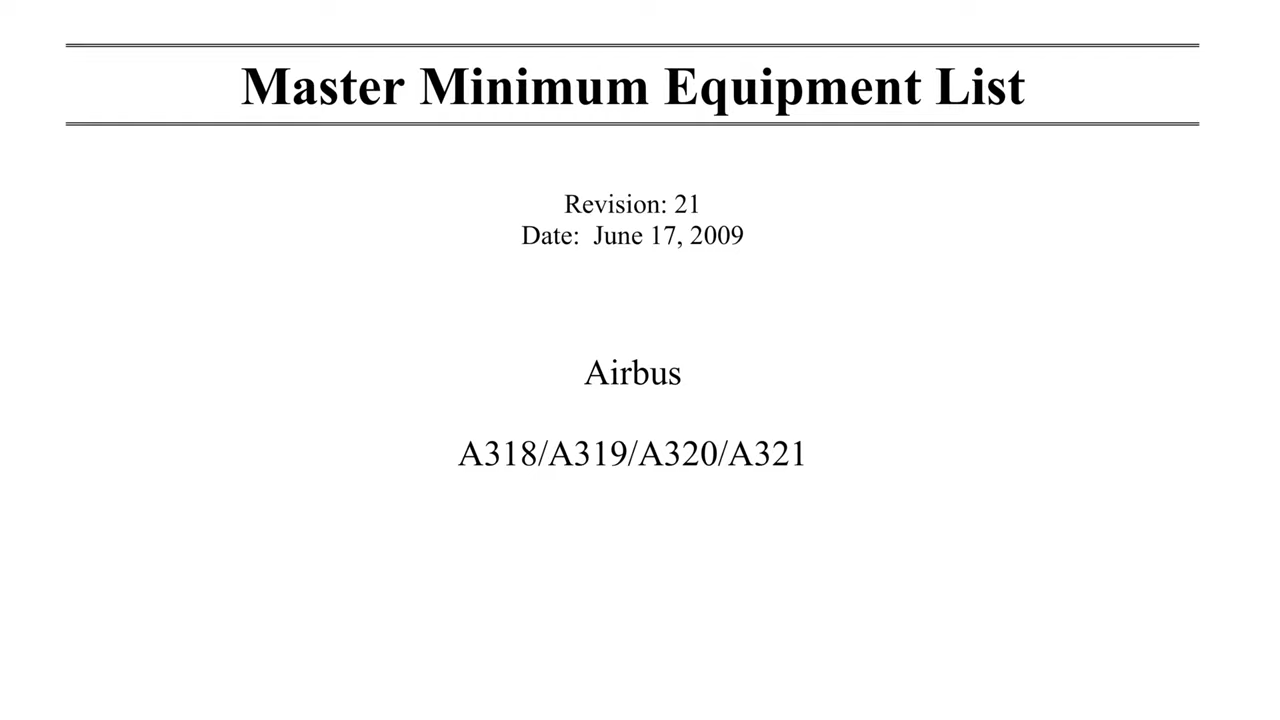 Master Minimum Equipment List
Revision: 21
Date:  June 17, 2009
Airbus
A318/A319/A320/A321